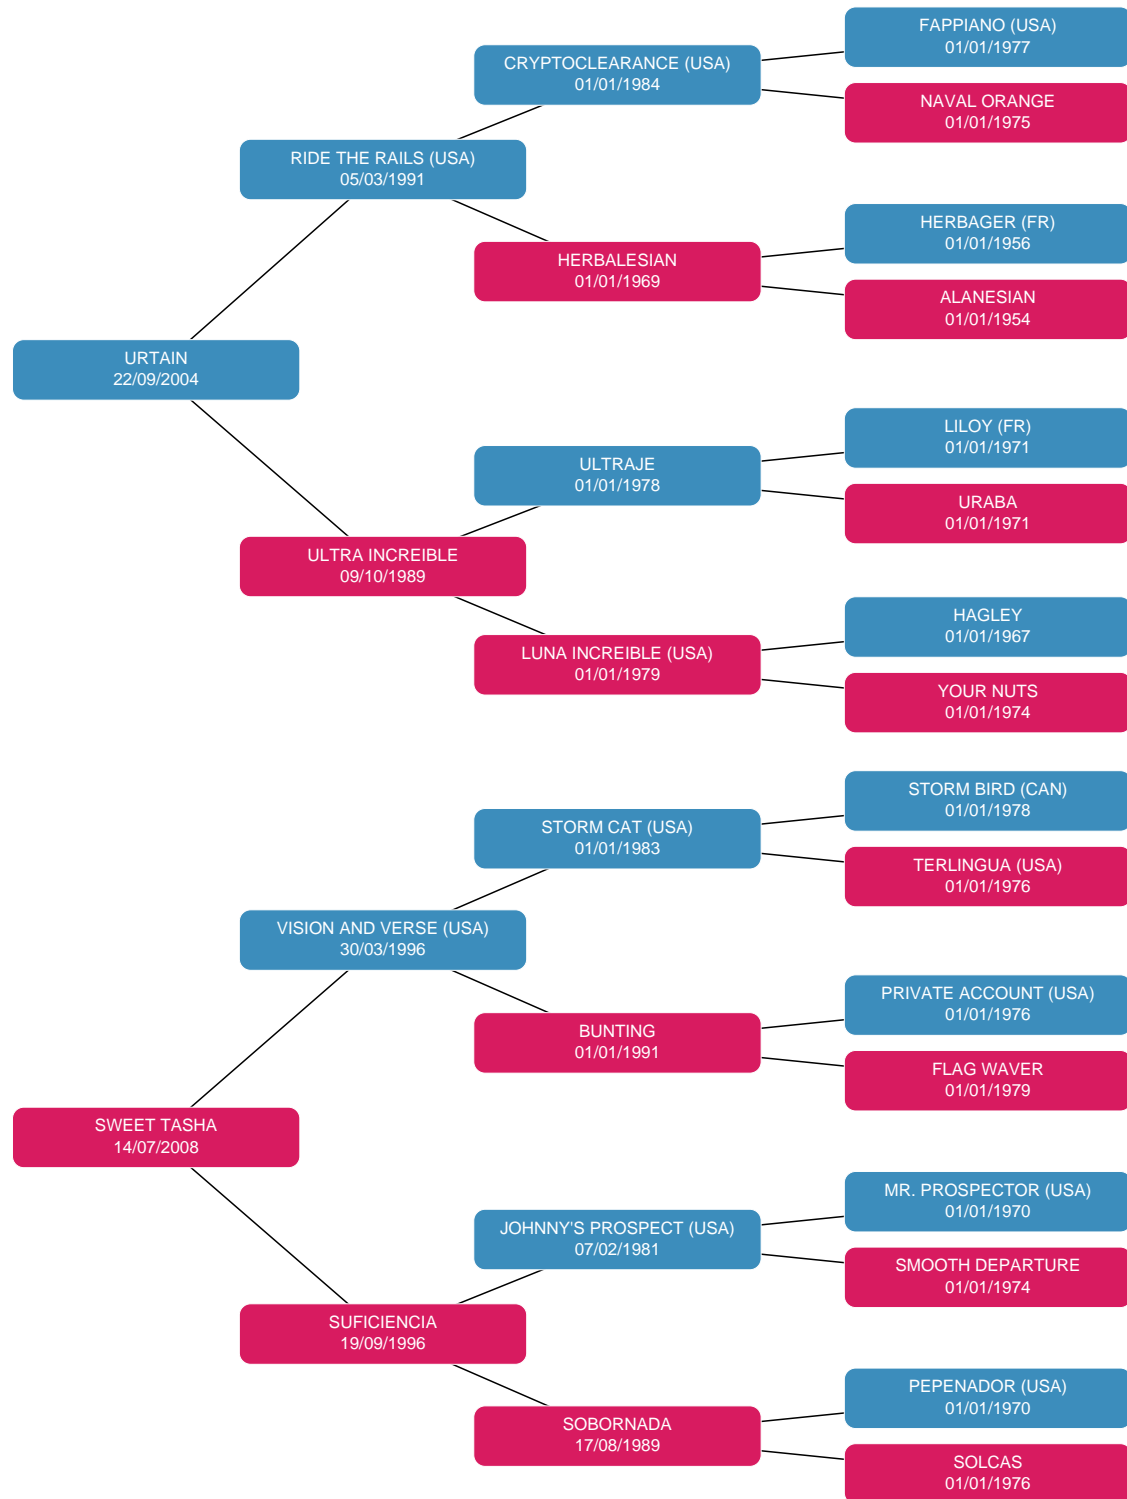 FAPPIANO (USA)
01/01/1977
CRYPTOCLEARANCE (USA)
01/01/1984
NAVAL ORANGE
01/01/1975
RIDE THE RAILS (USA)
05/03/1991
HERBAGER (FR)
01/01/1956
HERBALESIAN
01/01/1969
ALANESIAN
01/01/1954
URTAIN
22/09/2004
LILOY (FR)
01/01/1971
ULTRAJE
01/01/1978
URABA
01/01/1971
ULTRA INCREIBLE
09/10/1989
HAGLEY
01/01/1967
LUNA INCREIBLE (USA)
01/01/1979
YOUR NUTS
01/01/1974
STORM BIRD (CAN)
01/01/1978
STORM CAT (USA)
01/01/1983
TERLINGUA (USA)
01/01/1976
VISION AND VERSE (USA)
30/03/1996
PRIVATE ACCOUNT (USA)
01/01/1976
BUNTING
01/01/1991
FLAG WAVER
01/01/1979
SWEET TASHA
14/07/2008
MR. PROSPECTOR (USA)
01/01/1970
JOHNNY'S PROSPECT (USA)
07/02/1981
SMOOTH DEPARTURE
01/01/1974
SUFICIENCIA
19/09/1996
PEPENADOR (USA)
01/01/1970
SOBORNADA
17/08/1989
SOLCAS
01/01/1976